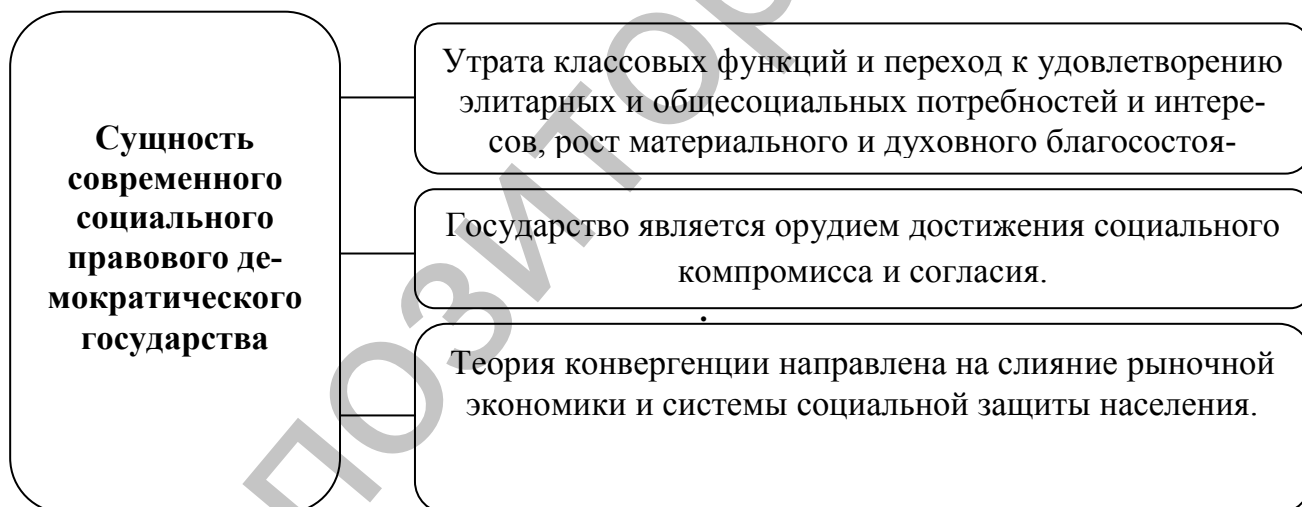 Сущность
современного
социального
правового де-
мократического
государства
Утрата классовых функций и переход к удовлетворению
элитарных и общесоциальных потребностей и интере-
сов, рост материального и духовного благосостоя-
Государство является орудием достижения социального
компромисса и согласия.
Теория конвергенции направлена на слияние рыночной
экономики и системы социальной защиты населения.
позитор